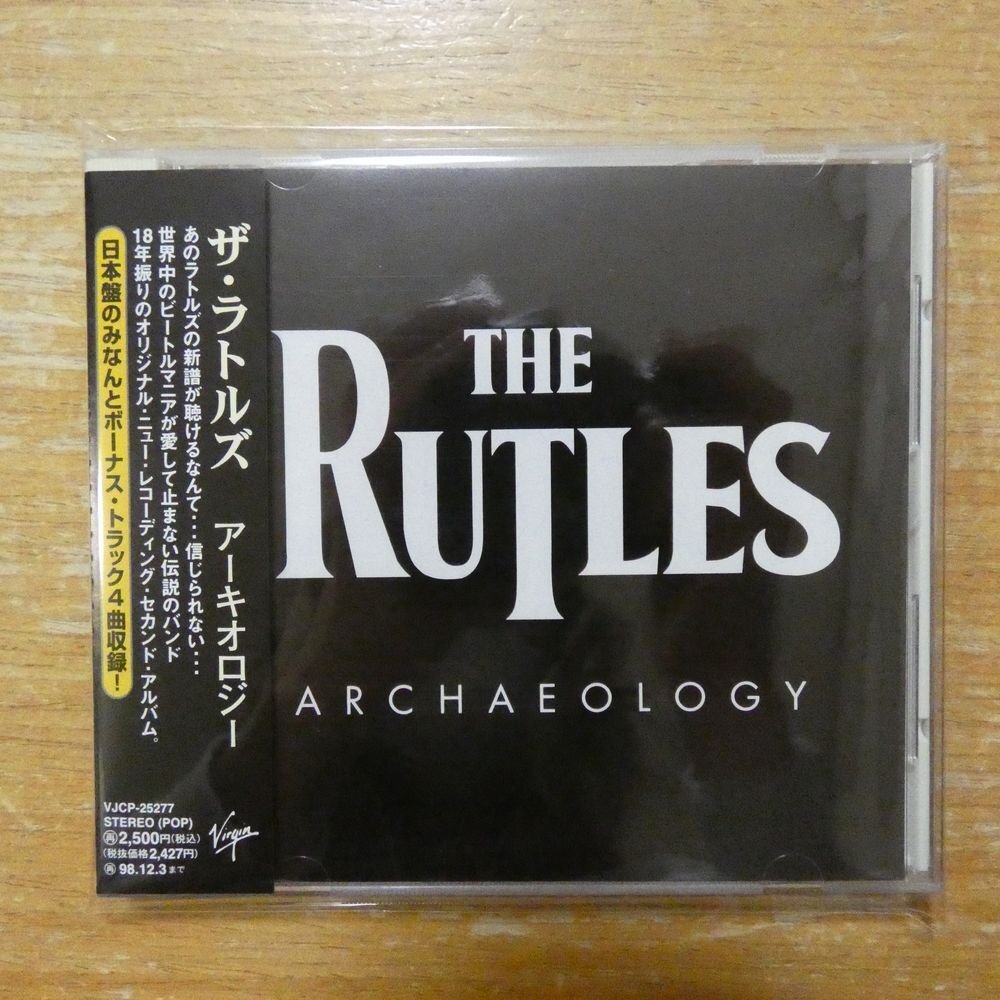 ザ・ラトルズ アーキオロジー
あのラトルズの新譜が聴けるなんて・・・信じられない・・・
世界中のビートルマニアが愛して止まない伝説のバンド
18年振りのオリジナル・ニュー・レコーディング・セカンド・アルバム。
日本盤のみなんとボーナス・トラック4曲収録!
VJCP-25277
STEREO (POP)
再2,500円(税込)
(税抜価格2,427円)
再98.12.3まで
Virgin
THE
RUTLES
ARCHAEOLOGY